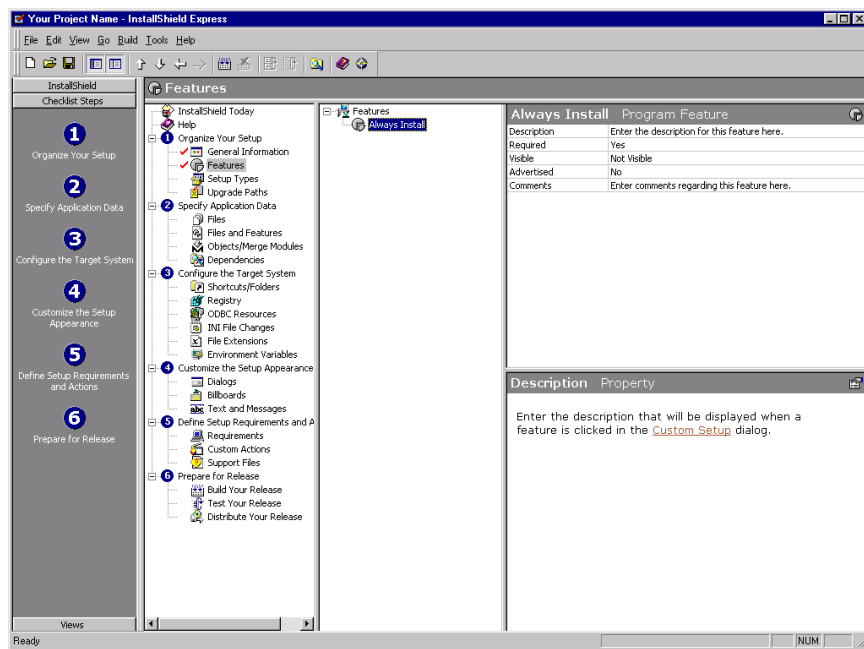 Your Project Name - InstallShield Express
File Edit View Go Build Tools Help
InstallShield
Checklist Steps
1
Organize Your Setup
2
Specify Application Data
3
Configure the Target System
4
Customize the Setup
Appearance
5
Define Setup Requirements
and Actions
6
Prepare for Release
Views
Features
InstallShield Today
Help
1 Organize Your Setup
General Information
Features
Setup Types
Upgrade Paths
2 Specify Application Data
Files
Files and Features
Objects/Merge Modules
Dependencies
3 Configure the Target System
Shortcuts/Folders
Registry
ODBC Resources
INI File Changes
File Extensions
Environment Variables
4 Customize the Setup Appearance
Dialogs
Billboards
abc Text and Messages
5 Define Setup Requirements and A
Requirements
Custom Actions
Support Files
6 Prepare for Release
Build Your Release
Test Your Release
Distribute Your Release
Features
Always Install
Always Install Program Feature
Description Enter the description for this feature here.
Required Yes
Visible Not Visible
Advertised No
Comments Enter comments regarding this feature here.
Description Property
Enter the description that will be displayed when a
feature is clicked in the Custom Setup dialog.
Ready
NUM